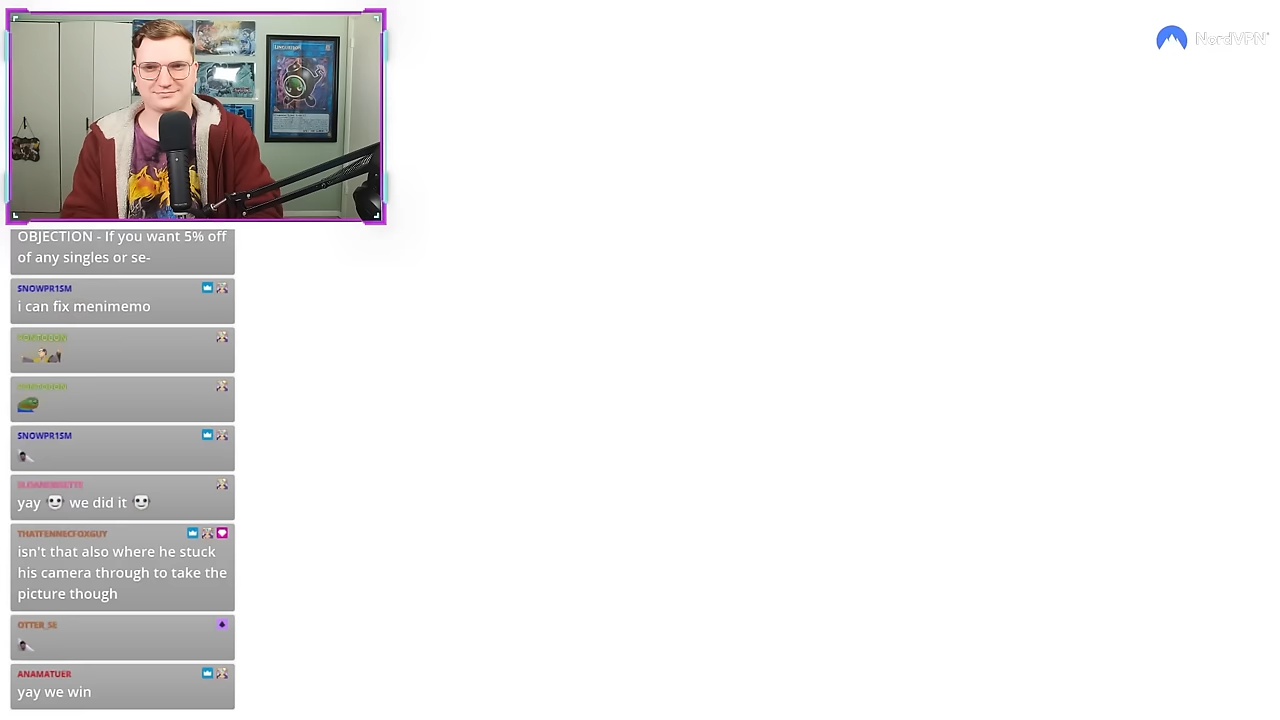 LINKURIBOH
NordVPN
OBJECTION - If you want 5% off
of any singles or se-
SNOWPR1SM
i can fix menimemo
SNOWPR1SM
yay we did it
THATFENNECFOXGUY
isn't that also where he stuck
his camera through to take the
picture though
OTTER_SE
ANAMATUER
yay we win